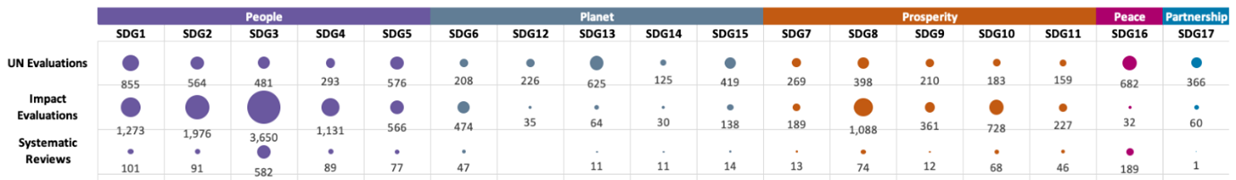 People Planet Prosperity Peace Partnership
SDG1 SDG2 SDG3 SDG4 SDG5 SDG6 SDG12 SDG13 SDG14 SDG15 SDG7 SDG8 SDG9 SDG10 SDG11 SDG16 SDG17
UN Evaluations
855 564 481 293 576 208 226 625 125 419 269 398 210 183 159 682 366
Impact
Evaluations
1,273 1,976 3,650 1,131 566 474 35 64 30 138 189 1,088 361 728 227 32 60
Systematic
Reviews
101 91 582 89 77 47 11 11 14 13 74 12 68 46 189 1